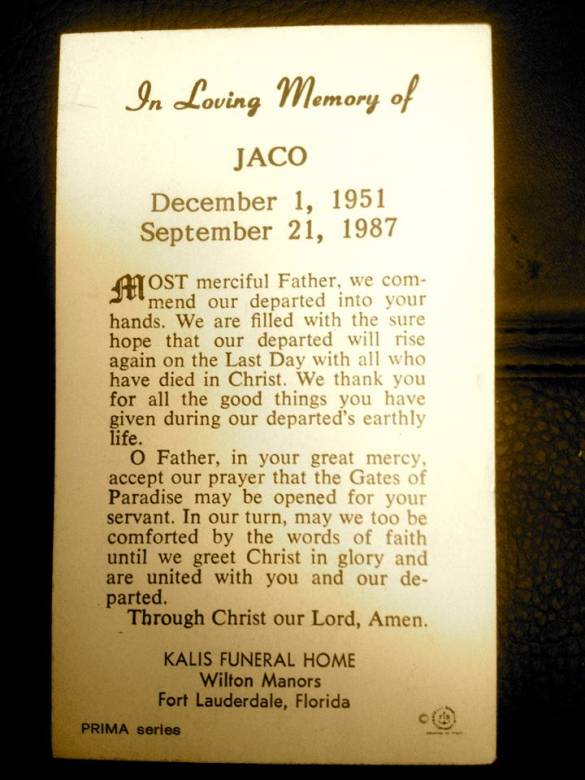 In Loving Memory of
JACO
December 1, 1951
September 21, 1987
MOST merciful Father, we com-
mend our departed into your
hands. We are filled with the sure
hope that our departed will rise
again on the Last Day with all who
have died in Christ. We thank you
for all the good things you have
given during our departed's earthly
life.
O Father, in your great mercy,
accept our prayer that the Gates of
Paradise may be opened for your
servant. In our turn, may we too be
comforted by the words of faith
until we greet Christ in glory and
are united with you and our de-
parted.
Through Christ our Lord, Amen.
KALIS FUNERAL HOME
Wilton Manors
Fort Lauderdale, Florida
PRIMA series
©